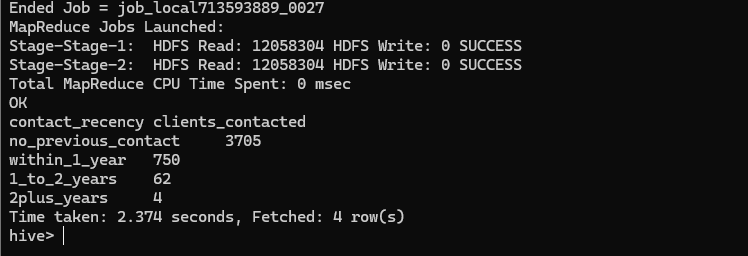 Ended Job = job_local713593889_0027
MapReduce Jobs Launched:
Stage-Stage-1:  HDFS Read: 12058304 HDFS Write: 0 SUCCESS
Stage-Stage-2:  HDFS Read: 12058304 HDFS Write: 0 SUCCESS
Total MapReduce CPU Time Spent: 0 msec
OK
contact_recency clients_contacted
no_previous_contact     3705
within_1_year   750
1_to_2_years    62
2plus_years     4
Time taken: 2.374 seconds, Fetched: 4 row(s)
hive>